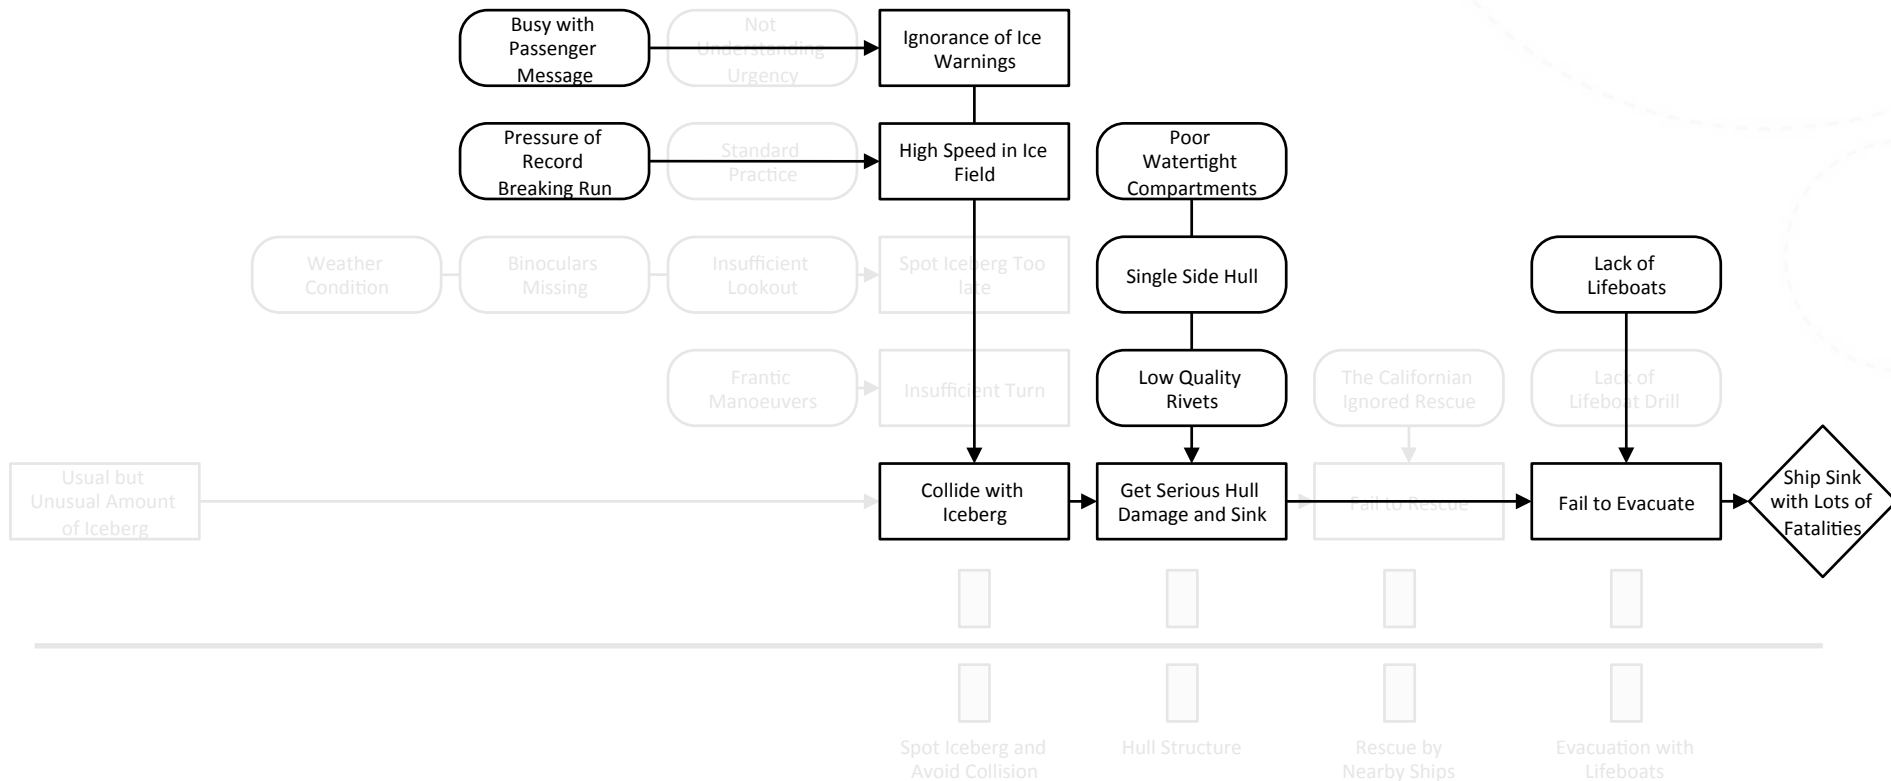 Busy with
Passenger
Message
Not
Understanding
Urgency
Ignorance of Ice
Warnings
Pressure of
Record
Breaking Run
Standard
Practice
High Speed in Ice
Field
Poor
Watertight
Compartments
Weather
Condition
Binoculars
Missing
Insufficient
Lookout
Spot Iceberg Too
late
Single Side Hull
Lack of
Lifeboats
Frantic
Manoeuvers
Insufficient Turn
Low Quality
Rivets
The Californian
Ignored Rescue
Lack of
Lifeboat Drill
Usual but
Unusual Amount
of Iceberg
Collide with
Iceberg
Get Serious Hull
Damage and Sink
Fail to Rescue
Fail to Evacuate
Ship Sink
with Lots of
Fatalities
Spot Iceberg and
Avoid Collision
Hull Structure
Rescue by
Nearby Ships
Evacuation with
Lifeboats